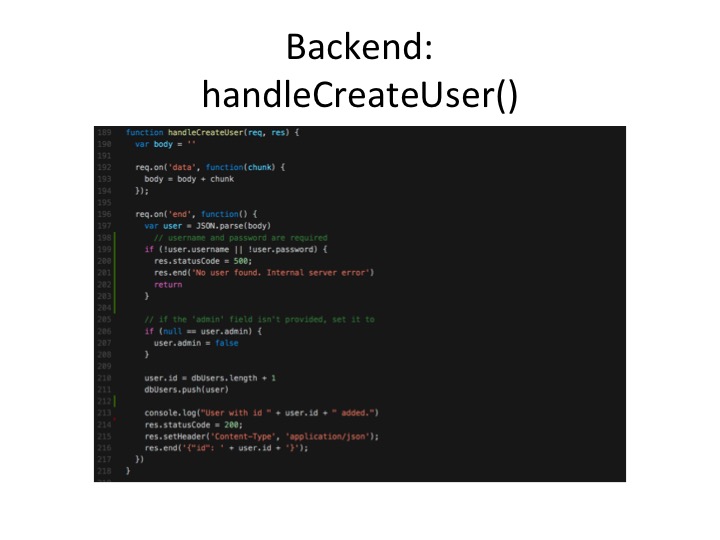 Backend:
handleCreateUser()
189 function handleCreateUser(req, res) {
190 var body = ''
191
192 req.on('data', function(chunk) {
193 body = body + chunk
194 });
195
196 req.on('end', function() {
197 var user = JSON.parse(body)
198 // username and password are required
199 if (!user.username || !user.password) {
200 res.statusCode = 500;
201 res.end('No user found. Internal server error')
202 return
203 }
204
205 // if the 'admin' field isn't provided, set it to
206 if (null == user.admin) {
207 user.admin = false
208 }
209
210 user.id = dbUsers.length + 1
211 dbUsers.push(user)
212
213 console.log("User with id " + user.id + " added.")
214 res.statusCode = 200;
215 res.setHeader('Content-Type', 'application/json');
216 res.end('{"id": ' + user.id + '}');
217 })
218 }